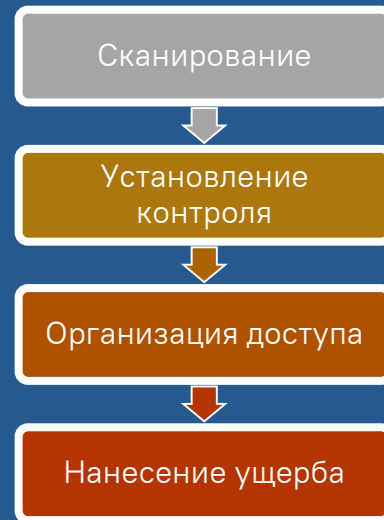 Сканирование
Установление
контроля
Организация доступа
Нанесение ущерба